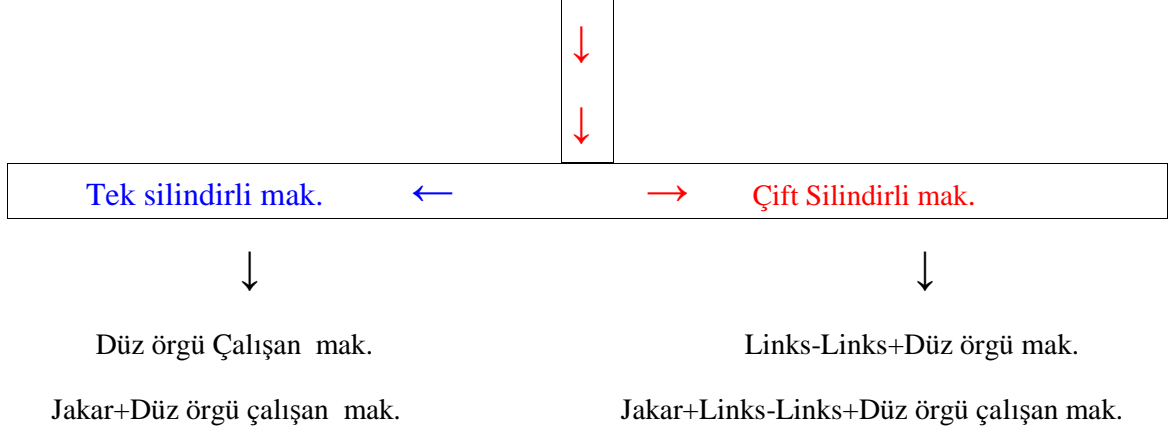 ↓
↓
Tek silindirli mak. ← → Çift Silindirli mak.
↓ ↓
Düz örgü Çalışan mak. Links-Links+Düz örgü mak.
Jakar+Düz örgü çalışan mak. Jakar+Links-Links+Düz örgü çalışan mak.